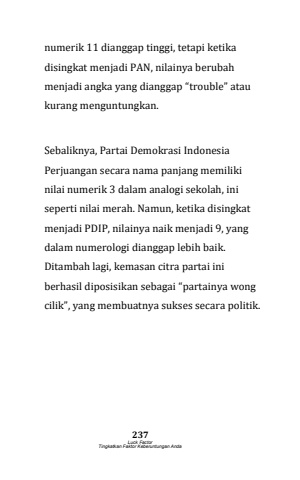 numerik 11 dianggap tinggi, tetapi ketika
disingkat menjadi PAN, nilainya berubah
menjadi angka yang dianggap “trouble” atau
kurang menguntungkan.
Sebaliknya, Partai Demokrasi Indonesia
Perjuangan secara nama panjang memiliki
nilai numerik 3 dalam analogi sekolah, ini
seperti nilai merah. Namun, ketika disingkat
menjadi PDIP, nilainya naik menjadi 9, yang
dalam numerologi dianggap lebih baik.
Ditambah lagi, kemasan citra partai ini
berhasil diposisikan sebagai “partainya wong
cilik”, yang membuatnya sukses secara politik.
237
Luck Factor
Tingkatkan Faktor Keberuntungan Anda